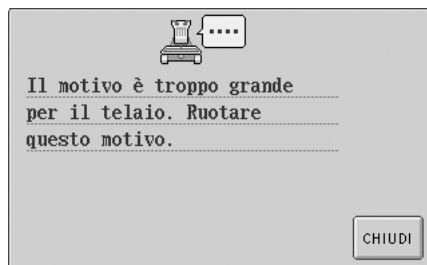 Il motivo è troppo grande
per il telaio. Ruotare
questo motivo.
CHIUDI